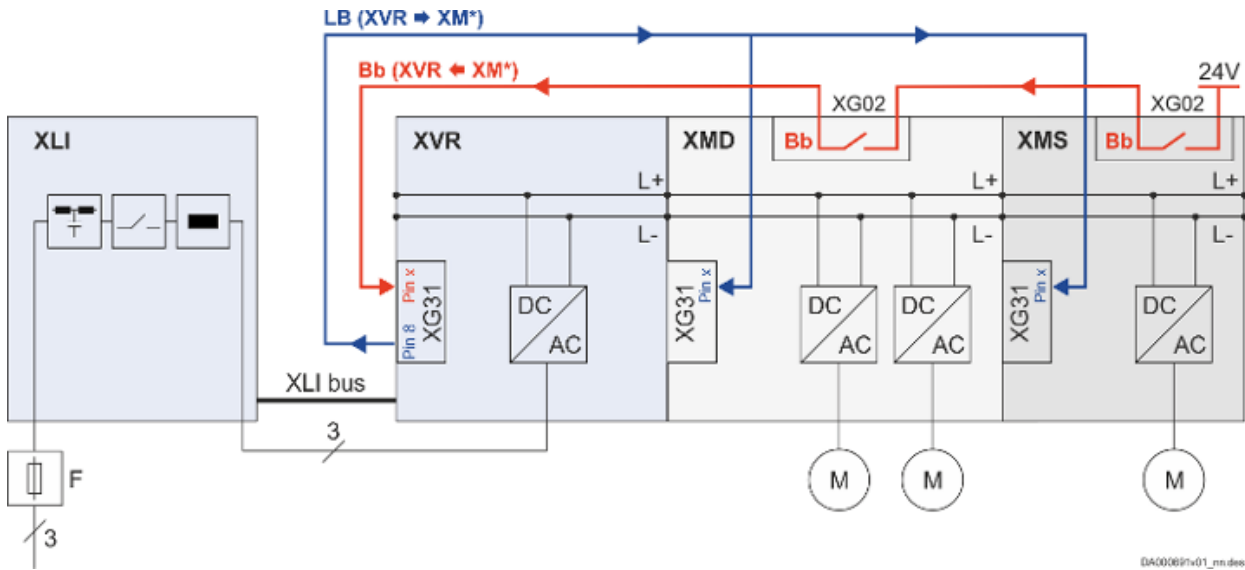 LB (XVR ➡ XM*)
Bb (XVR ⬅ XM*)
24V
XG02
XG02
XLI
XVR
XMD
Bb
XMS
Bb
L+
L+
L+
L-
L-
L-
Pin x
Pin 8
XG31
DC
AC
XG31
Pin x
DC
AC
DC
AC
XG31
Pin x
DC
AC
XLI bus
3
F
M
M
M
3
DA000691v01_nn.des